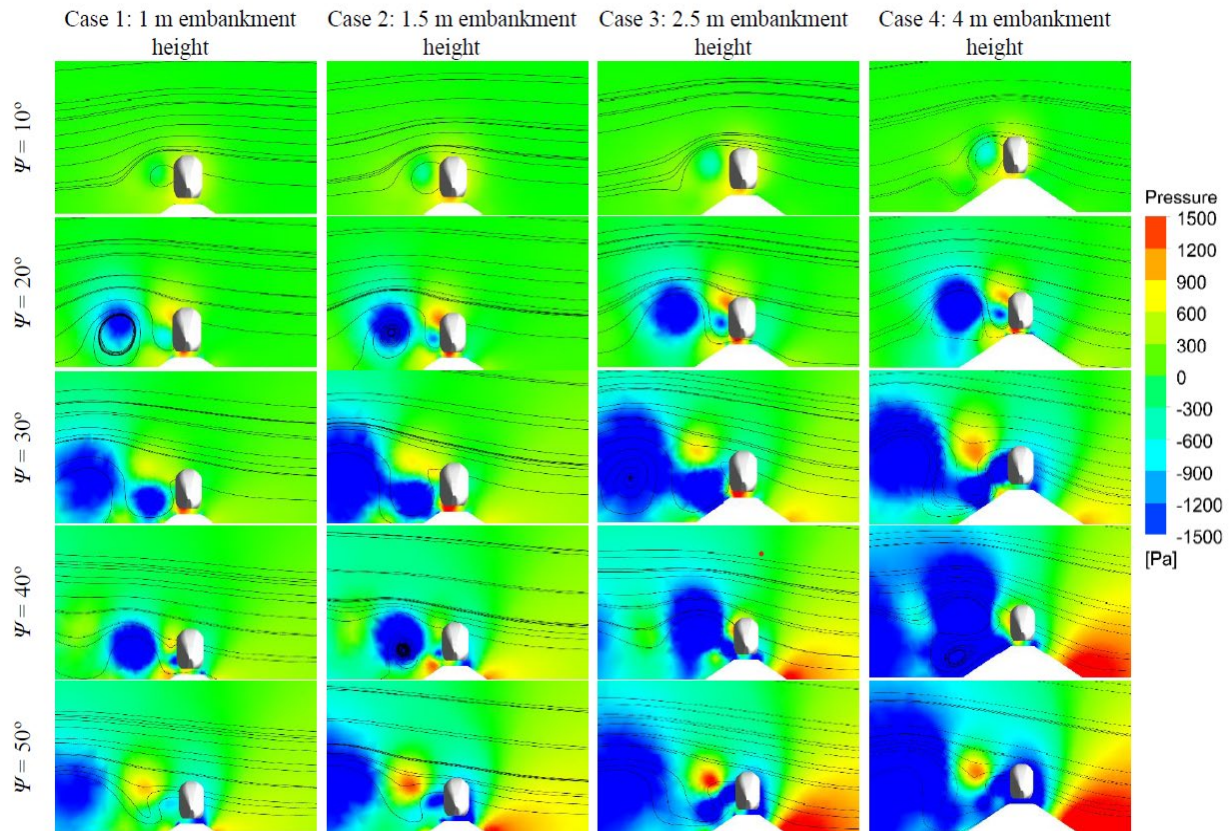 Case 1: 1 m embankment height
Case 2: 1.5 m embankment height
Case 3: 2.5 m embankment height
Case 4: 4 m embankment height
Ψ = 10°
Ψ = 20°
Ψ = 30°
Ψ = 40°
Ψ = 50°
Pressure
1500
1200
900
600
300
0
-300
-600
-900
-1200
-1500
[Pa]